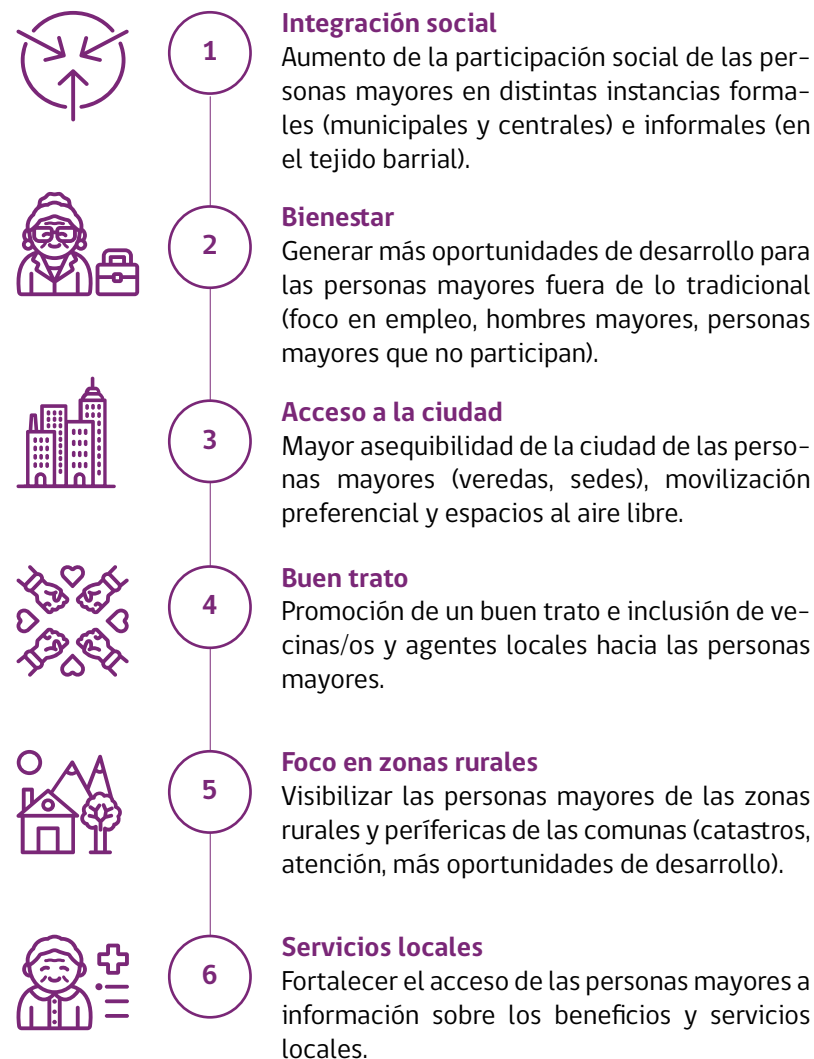 1
Integración social
Aumento de la participación social de las per-
sonas mayores en distintas instancias forma-
les (municipales y centrales) e informales (en
el tejido barrial).
2
Bienestar
Generar más oportunidades de desarrollo para
las personas mayores fuera de lo tradicional
(foco en empleo, hombres mayores, personas
mayores que no participan).
3
Acceso a la ciudad
Mayor asequibilidad de la ciudad de las perso-
nas mayores (veredas, sedes), movilización
preferencial y espacios al aire libre.
4
Buen trato
Promoción de un buen trato e inclusión de ve-
cinas/os y agentes locales hacia las personas
mayores.
5
Foco en zonas rurales
Visibilizar las personas mayores de las zonas
rurales y perífericas de las comunas (catastros,
atención, más oportunidades de desarrollo).
6
Servicios locales
Fortalecer el acceso de las personas mayores a
información sobre los beneficios y servicios
locales.